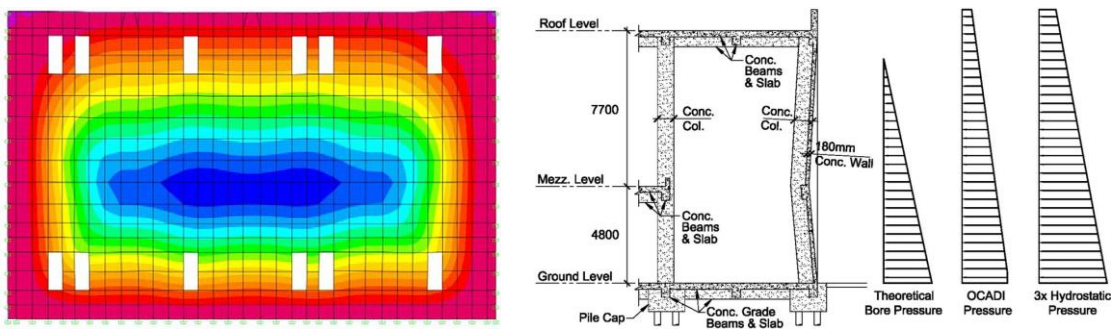 Roof Level
Conc.
Beams
& Slab
7700
Conc.
Col.
Conc.
Col.
180mm
Conc. Wall
Mezz. Level
Conc.
Beams
& Slab
4800
Ground Level
Pile Cap
Conc. Grade
Beams & Slab
Theoretical
Bore Pressure
OCADI
Pressure
3x Hydrostatic
Pressure